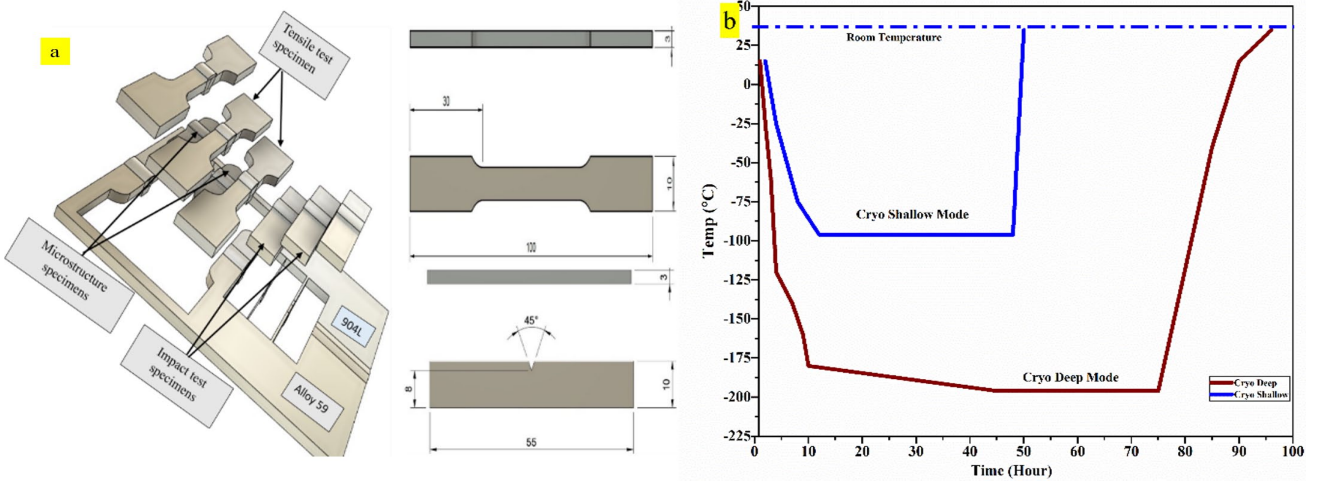 a
Tensile test
specimen
Microstructure
specimens
Impact test
specimens
904L
Alloy 59
3
30
10
100
3
45°
8
10
55
b
50
25
0
-25
-50
-75
-100
-125
-150
-175
-200
-225
Temp (°C)
Room Temperature
Cryo Shallow Mode
Cryo Deep Mode
Cryo Deep
Cryo Shallow
0 10 20 30 40 50 60 70 80 90 100
Time (Hour)